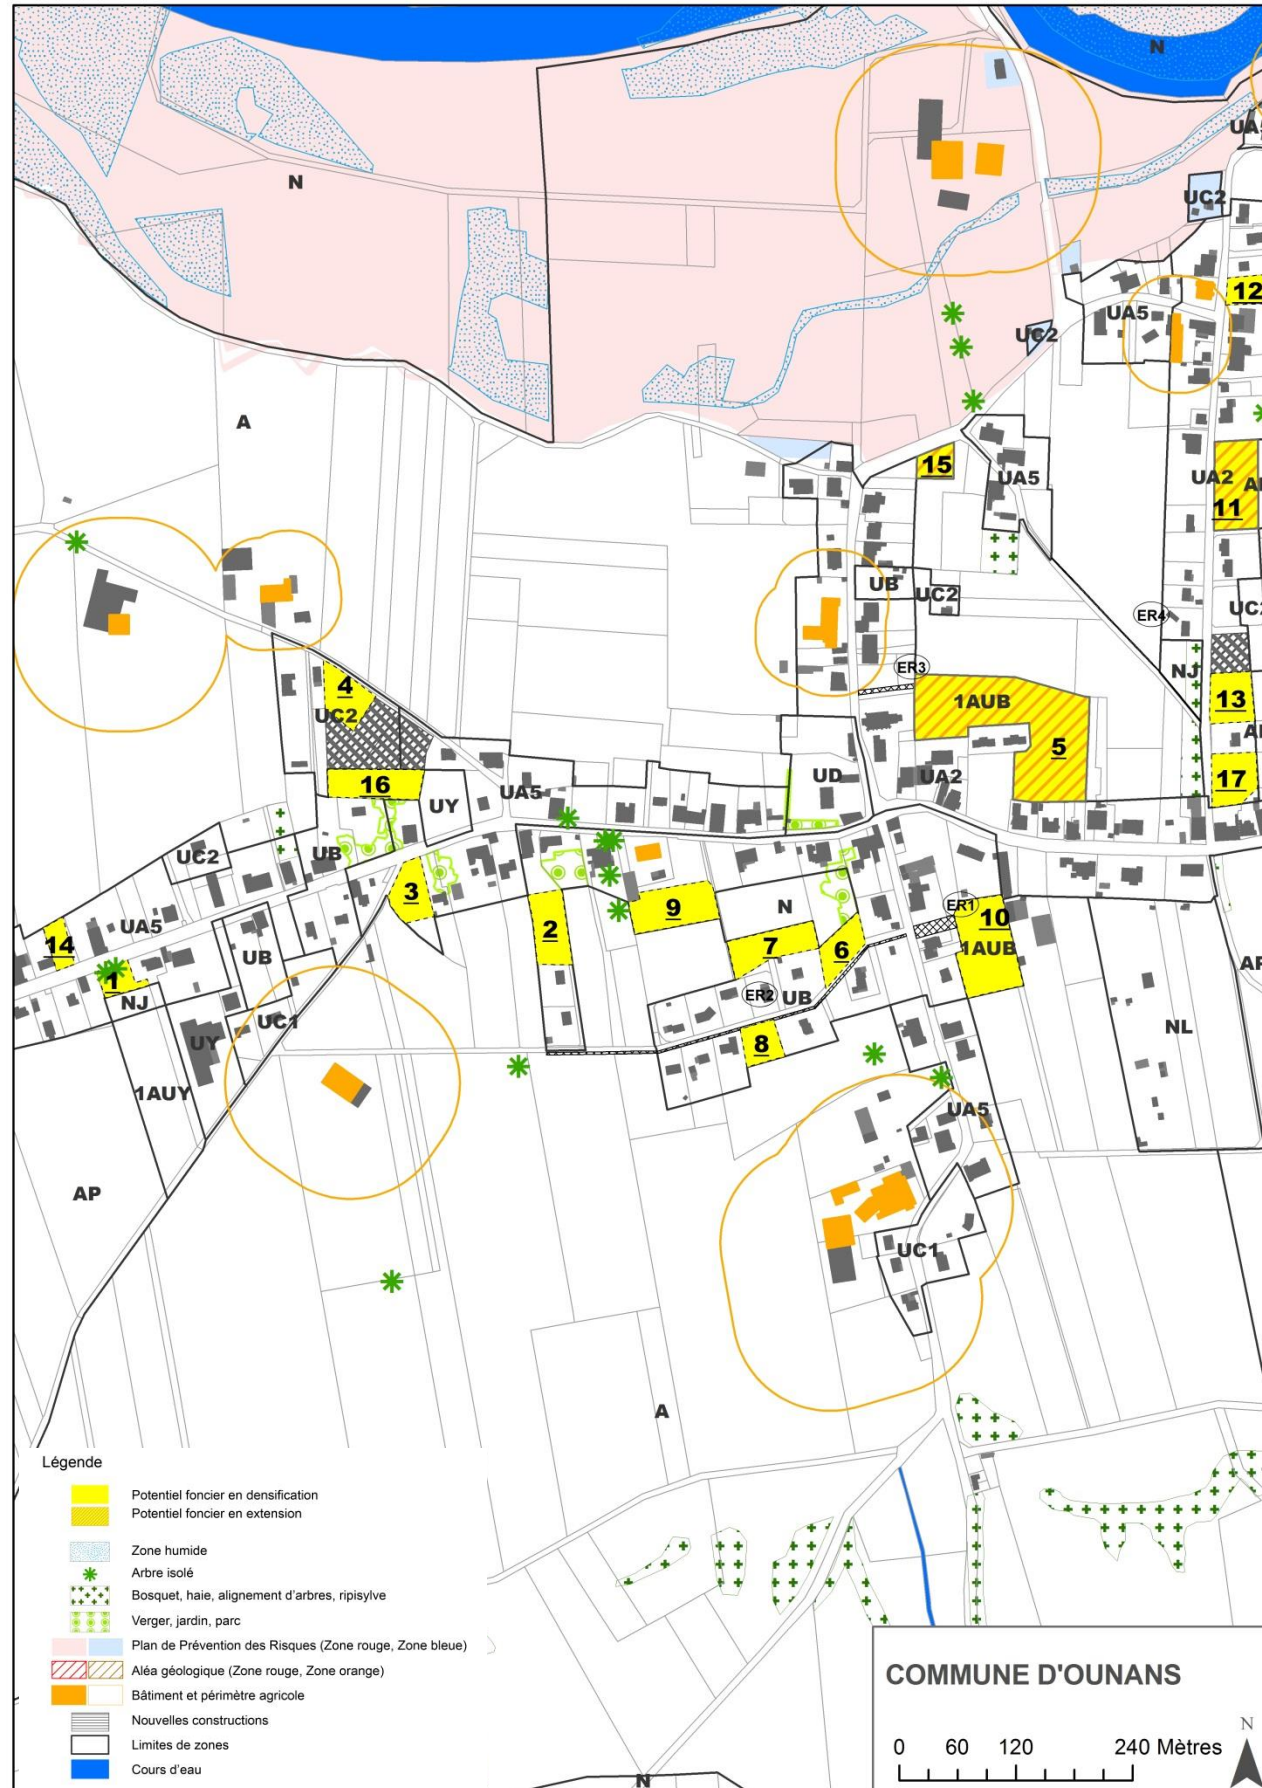 N
N
UA5
UC2
12
UA5
UC2
A
15
UA5
UA2
11
UB
UC2
UC2
ER4
ER3
NJ
4
UC2
1AUB
13
5
16
UD
UA2
17
UA5
UY
UC2
UB
3
9
N
ER1
10
UA5
2
7
6
1AUB
14
UB
1
ER2
UB
NJ
UC1
NL
UY
8
1AUY
UA5
AP
UC1
A
Légende
Potentiel foncier en densification
Potentiel foncier en extension
Zone humide
Arbre isolé
Bosquet, haie, alignement d'arbres, ripisylve
Verger, jardin, parc
Plan de Prévention des Risques (Zone rouge, Zone bleue)
Aléa géologique (Zone rouge, Zone orange)
Bâtiment et périmètre agricole
Nouvelles constructions
Limites de zones
Cours d'eau
COMMUNE D'OUNANS
N
0 60 120 240 Mètres
N